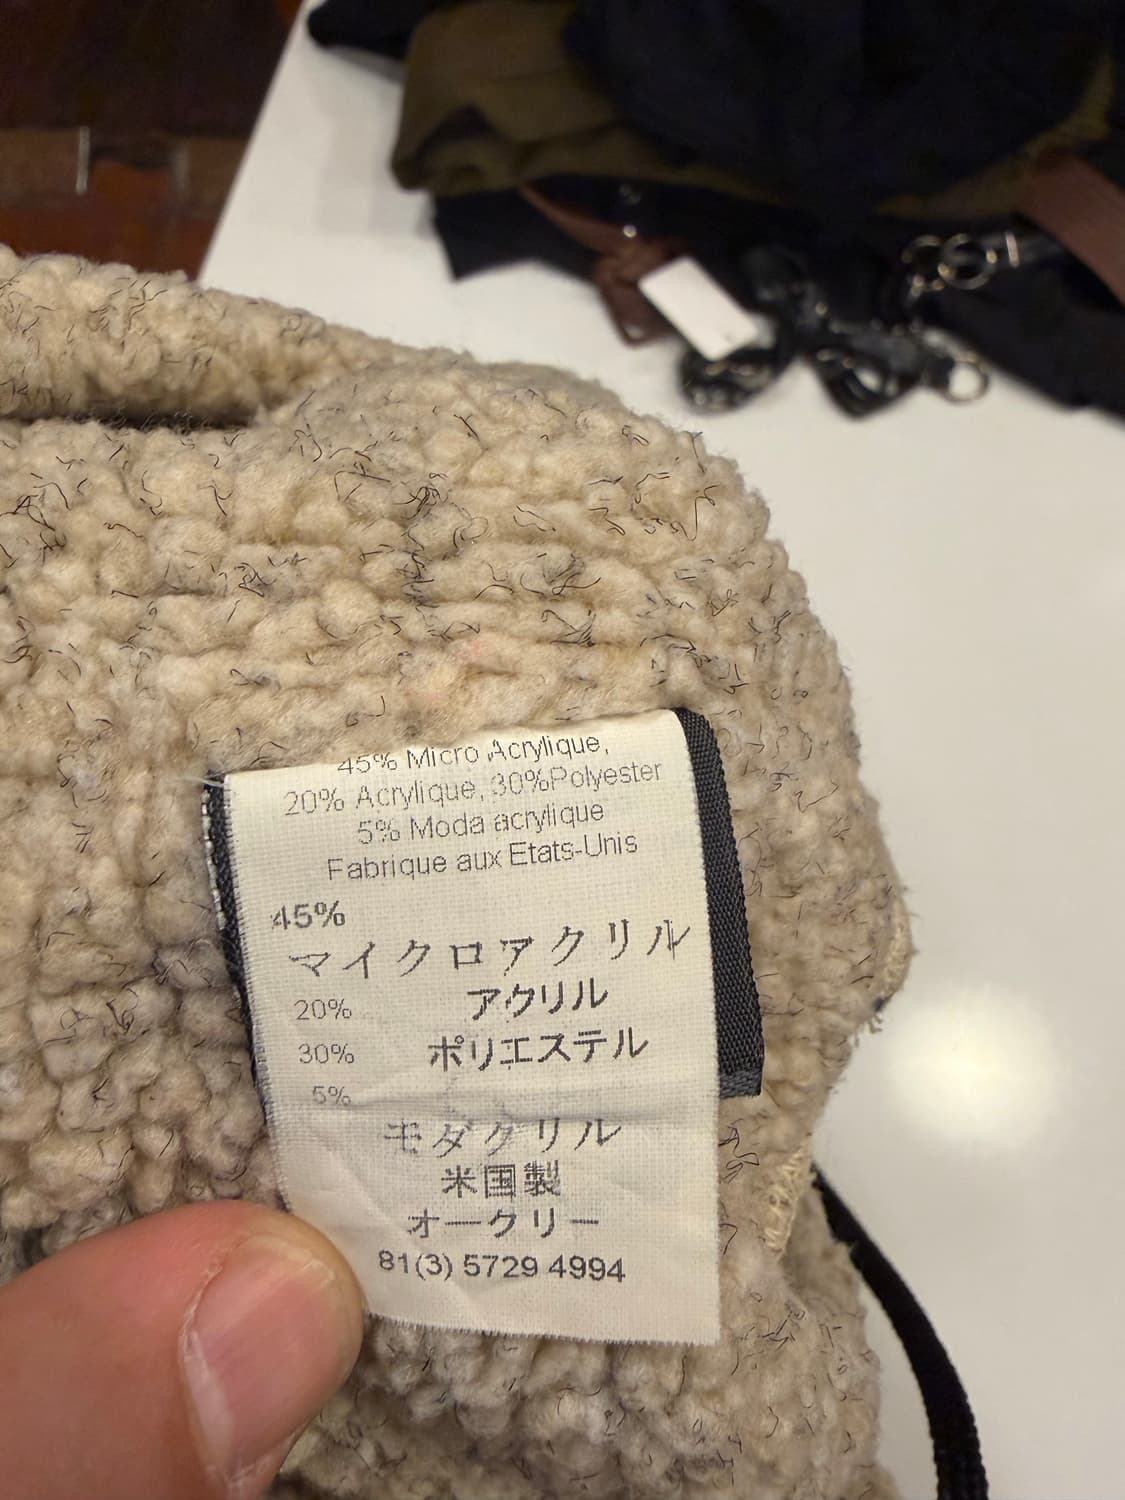 45% Micro Acrylique,
20% Acrylique, 30%Polyester
5% Moda acrylique
Fabrique aux Etats-Unis
45%
マイクロアクリル
20% アクリル
30% ポリエステル
5%
モダクリル
米国製
オークリー
81(3) 5729 4994